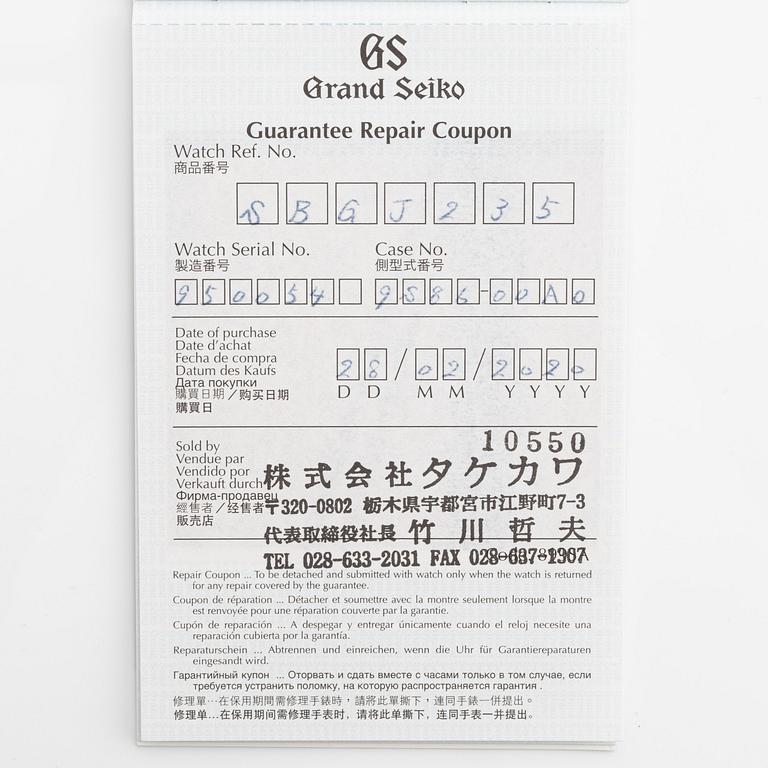 GS
Grand Seiko
Guarantee Repair Coupon
Watch Ref. No.
商品番号
S B G J 2 3 5
Watch Serial No. Case No.
製造番号 側型式番号
950054 9S86-00A0
Date of purchase
Date d'achat
Fecha de compra
Datum des Kaufs
Дата покупки
購買日期／购买日期
購買日
28/02/2020
D D M M Y Y Y Y
Sold by
Vendue par
Vendido por
Verkauft durch
Фирма-продавец
經售者／经售者
販売店
10550
株式会社タケカワ
〒320-0802 栃木県宇都宮市江野町7-3
代表取締役社長 竹川哲夫
TEL 028-633-2031 FAX 028-637-1307
Repair Coupon ... To be detached and submitted with watch only when the watch is returned
for any repair covered by the guarantee.
Coupon de réparation ... Détacher et soumettre avec la montre seulement lorsque la montre
est renvoyée pour une réparation couverte par la garantie.
Cupón de reparación ... A despegar y entregar únicamente cuando el reloj necesite una
reparación cubierta por la garantía.
Reparaturschein ... Abtrennen und einreichen, wenn die Uhr für Garantiereparaturen
eingesandt wird.
Гарантийный купон ... Оторвать и сдать вместе с часами только в том случае, если
требуется устранить поломку, на которую распространяется гарантия .
修理單…在保用期間需修理手錶時，請將此單撕下，連同手錶一併提出。
修理单…在保用期间需修理手表时，请将此单撕下，连同手表一并提出。